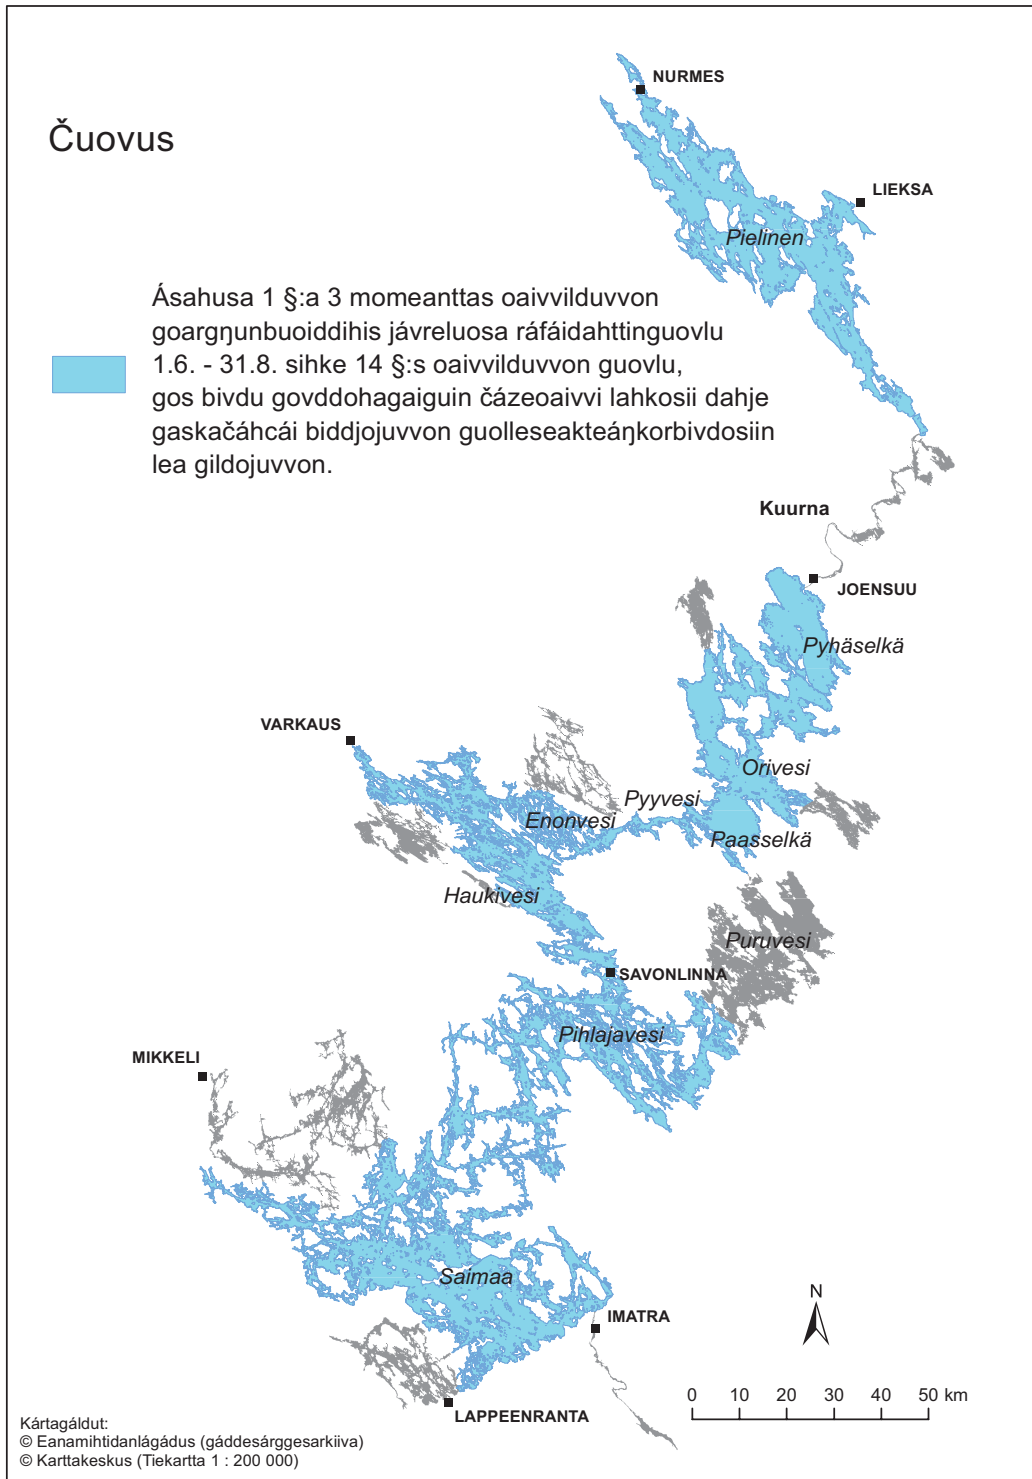 Čuovus
Ásahusa 1 §:a 3 momeanttas oaivvilduvvon
goargŋunbuoiddihis jávreluosa ráfáidahttinguovlu
1.6. - 31.8. sihke 14 §:s oaivvilduvvon guovlu,
gos bivdu govddohagaiguin čázeoaivvi lahkosii dahje
gaskačáhcái biddjojuvvon guolleseakteáŋkorbivdosiin
lea gildojuvvon.
NURMES
LIEKSA
Pielinen
Kuurna
JOENSUU
Pyhäselkä
VARKAUS
Orivesi
Pyyvesi
Enonvesi
Paasselkä
Haukivesi
Puruvesi
SAVONLINNA
Pihlajavesi
MIKKELI
Saimaa
IMATRA
N
LAPPEENRANTA
0 10 20 30 40 50 km
Kártagáldut:
© Eanamihtidanlágádus (gáddesárggesarkiiva)
© Karttakeskus (Tiekartta 1 : 200 000)